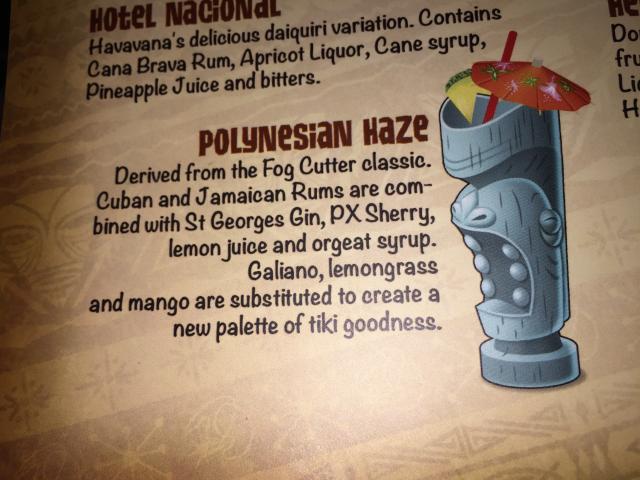 HOTEL NACIONAL
Havavana's delicious daiquiri variation. Contains
Cana Brava Rum, Apricot Liquor, Cane syrup,
Pineapple Juice and bitters.
POLYNESIAN HAZE
Derived from the Fog Cutter classic.
Cuban and Jamaican Rums are com-
bined with St Georges Gin, PX Sherry,
lemon juice and orgeat syrup.
Galiano, lemongrass
and mango are substituted to create a
new palette of tiki goodness.